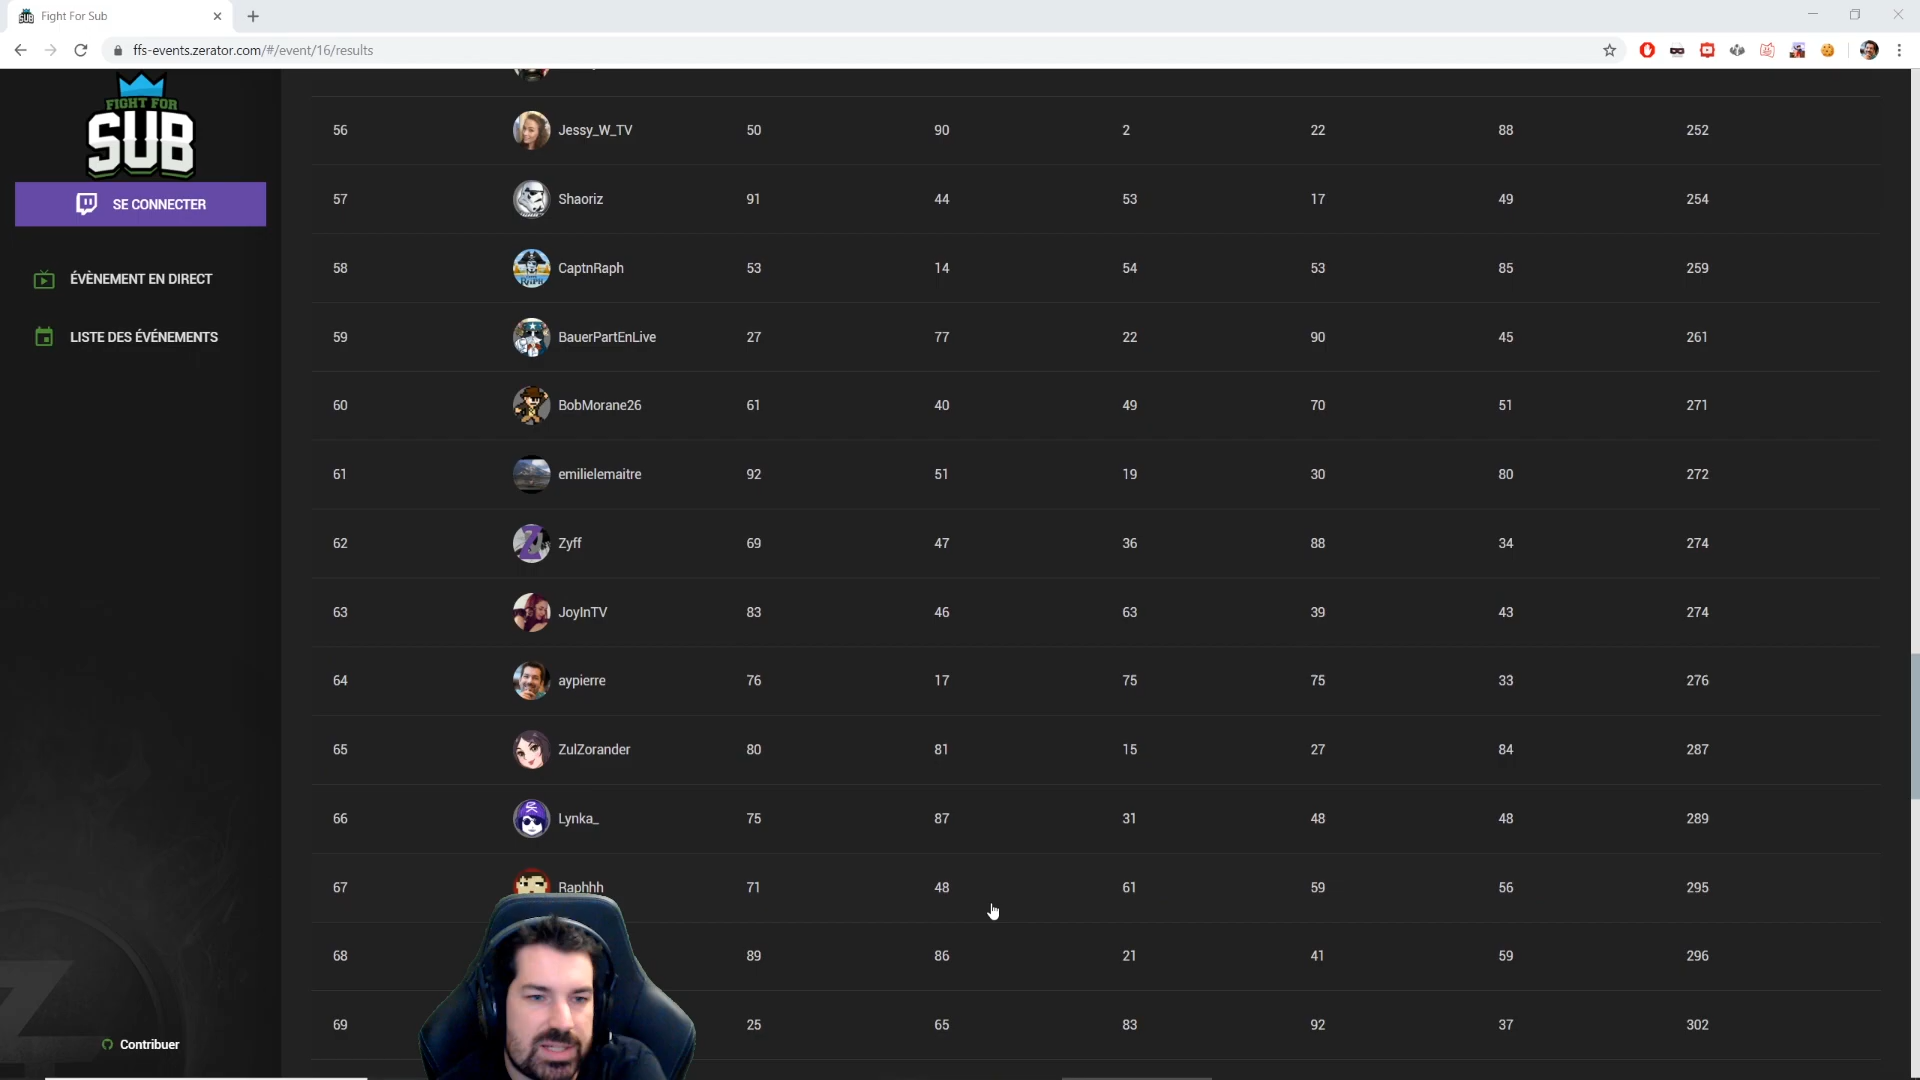 Fight For Sub
ffs-events.zerator.com/#/event/16/results
FIGHT FOR
SUB
SE CONNECTER
ÉVÈNEMENT EN DIRECT
LISTE DES ÉVÉNEMENTS
56 Jessy_W_TV 50 90 2 22 88 252
57 Shaoriz 91 44 53 17 49 254
58 CaptnRaph 53 14 54 53 85 259
59 BauerPartEnLive 27 77 22 90 45 261
60 BobMorane26 61 40 49 70 51 271
61 emilielemaitre 92 51 19 30 80 272
62 Zyff 69 47 36 88 34 274
63 JoyInTV 83 46 63 39 43 274
64 aypierre 76 17 75 75 33 276
65 ZulZorander 80 81 15 27 84 287
66 Lynka_ 75 87 31 48 48 289
67 Raphhh 71 48 61 59 56 295
68 89 86 21 41 59 296
69 25 65 83 92 37 302
Contribuer